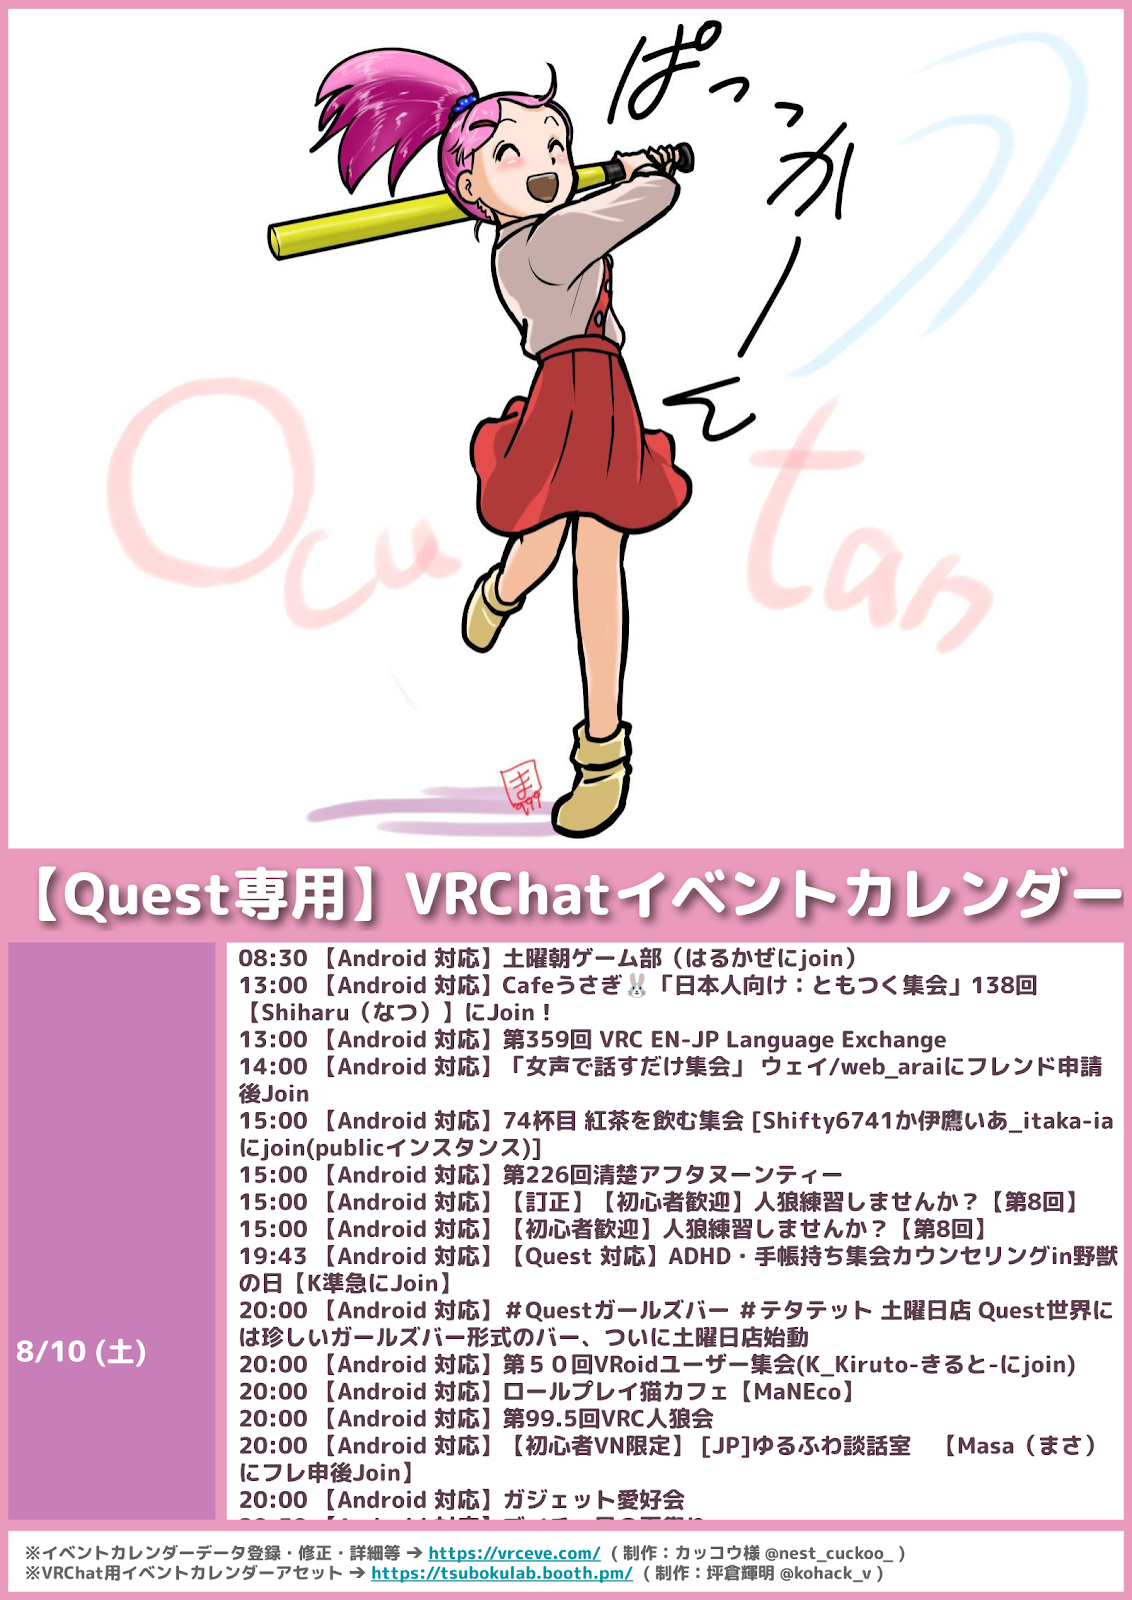 ぱっっかーん
Ocu tan
ま
999
【Quest専用】VRChatイベントカレンダー
8/10 (土)
08:30 【Android 対応】土曜朝ゲーム部（はるかぜにjoin）
13:00 【Android 対応】Cafeうさぎ🐰「日本人向け：ともつく集会」138回
【Shiharu（なつ）】にJoin！
13:00 【Android 対応】第359回 VRC EN-JP Language Exchange
14:00 【Android 対応】「女声で話すだけ集会」 ウェイ/web_araiにフレンド申請
後Join
15:00 【Android 対応】74杯目 紅茶を飲む集会 [Shifty6741か伊鷹いあ_itaka-ia
にjoin(publicインスタンス)]
15:00 【Android 対応】第226回清楚アフタヌーンティー
15:00 【Android 対応】【訂正】【初心者歓迎】人狼練習しませんか？【第8回】
15:00 【Android 対応】【初心者歓迎】人狼練習しませんか？【第8回】
19:43 【Android 対応】【Quest 対応】ADHD・手帳持ち集会カウンセリングin野獣
の日【K準急にJoin】
20:00 【Android 対応】＃Questガールズバー ＃テタテット 土曜日店 Quest世界に
は珍しいガールズバー形式のバー、ついに土曜日店始動
20:00 【Android 対応】第５０回VRoidユーザー集会(K_Kiruto-きると-にjoin)
20:00 【Android 対応】ロールプレイ猫カフェ【MaNEco】
20:00 【Android 対応】第99.5回VRC人狼会
20:00 【Android 対応】【初心者VN限定】 [JP]ゆるふわ談話室　【Masa（まさ）
にフレ申後Join】
20:00 【Android 対応】ガジェット愛好会
※イベントカレンダーデータ登録・修正・詳細等 → https://vrceve.com/ ( 制作：カッコウ様 @nest_cuckoo_ )
※VRChat用イベントカレンダーアセット → https://tsubokulab.booth.pm/ ( 制作：坪倉輝明 @kohack_v )